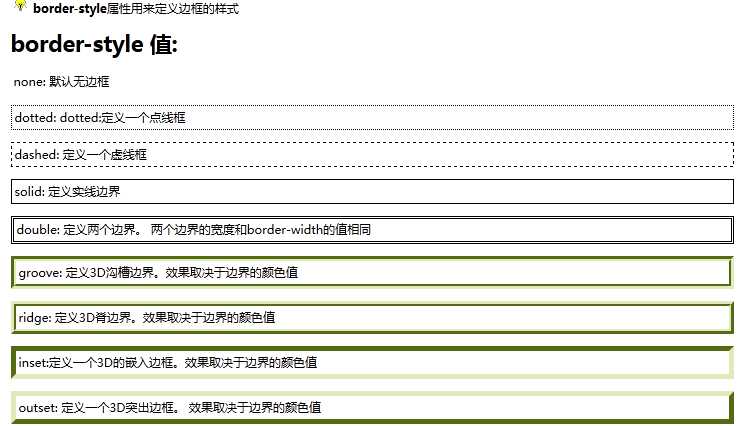 border-style属性用来定义边框的样式
border-style 值:
none: 默认无边框
dotted: dotted:定义一个点线框
dashed: 定义一个虚线框
solid: 定义实线边界
double: 定义两个边界。 两个边界的宽度和border-width的值相同
groove: 定义3D沟槽边界。效果取决于边界的颜色值
ridge: 定义3D脊边界。效果取决于边界的颜色值
inset:定义一个3D的嵌入边框。效果取决于边界的颜色值
outset: 定义一个3D突出边框。 效果取决于边界的颜色值